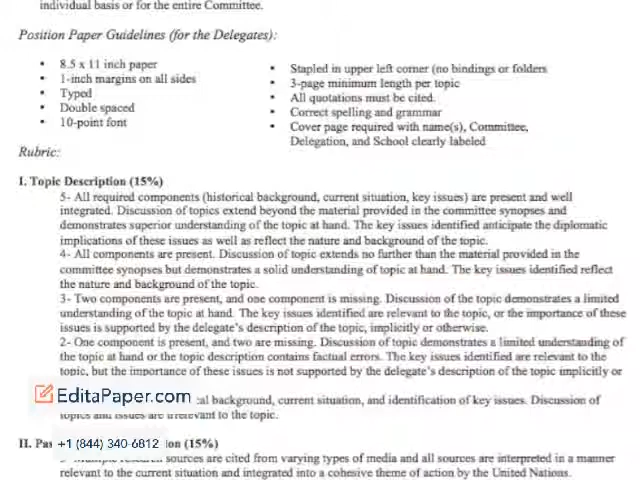 individual basis or for the entire Committee.
Position Paper Guidelines (for the Delegates):
• 8.5 x 11 inch paper
• 1-inch margins on all sides
• Typed
• Double spaced
• 10-point font
• Stapled in upper left corner (no bindings or folders
• 3-page minimum length per topic
• All quotations must be cited.
• Correct spelling and grammar
• Cover page required with name(s), Committee,
Delegation, and School clearly labeled
Rubric:
I. Topic Description (15%)
5- All required components (historical background, current situation, key issues) are present and well
integrated. Discussion of topics extend beyond the material provided in the committee synopses and
demonstrates superior understanding of the topic at hand. The key issues identified anticipate the diplomatic
implications of these issues as well as reflect the nature and background of the topic.
4- All components are present. Discussion of topic extends no further than the material provided in the
committee synopses but demonstrates a solid understanding of topic at hand. The key issues identified reflect
the nature and background of the topic.
3- Two components are present, and one component is missing. Discussion of the topic demonstrates a limited
understanding of the topic at hand. The key issues identified are relevant to the topic, or the importance of these
issues is supported by the delegate's description of the topic, implicitly or otherwise.
2- One component is present, and two are missing. Discussion of topic demonstrates a limited understanding of
the topic at hand or the topic description contains factual errors. The key issues identified are relevant to the
topic, but the importance of these issues is not supported by the delegate's description of the topic, implicitly or
EditaPaper.com
cal background, current situation, and identification of key issues. Discussion of
topics and issues are irrelevant to the topic.
II. Pas
+1 (844) 340-6812
ion (15%)
5- Multiple research sources are cited from varying types of media and all sources are interpreted in a manner
relevant to the current situation and integrated into a cohesive theme of action by the United Nations.